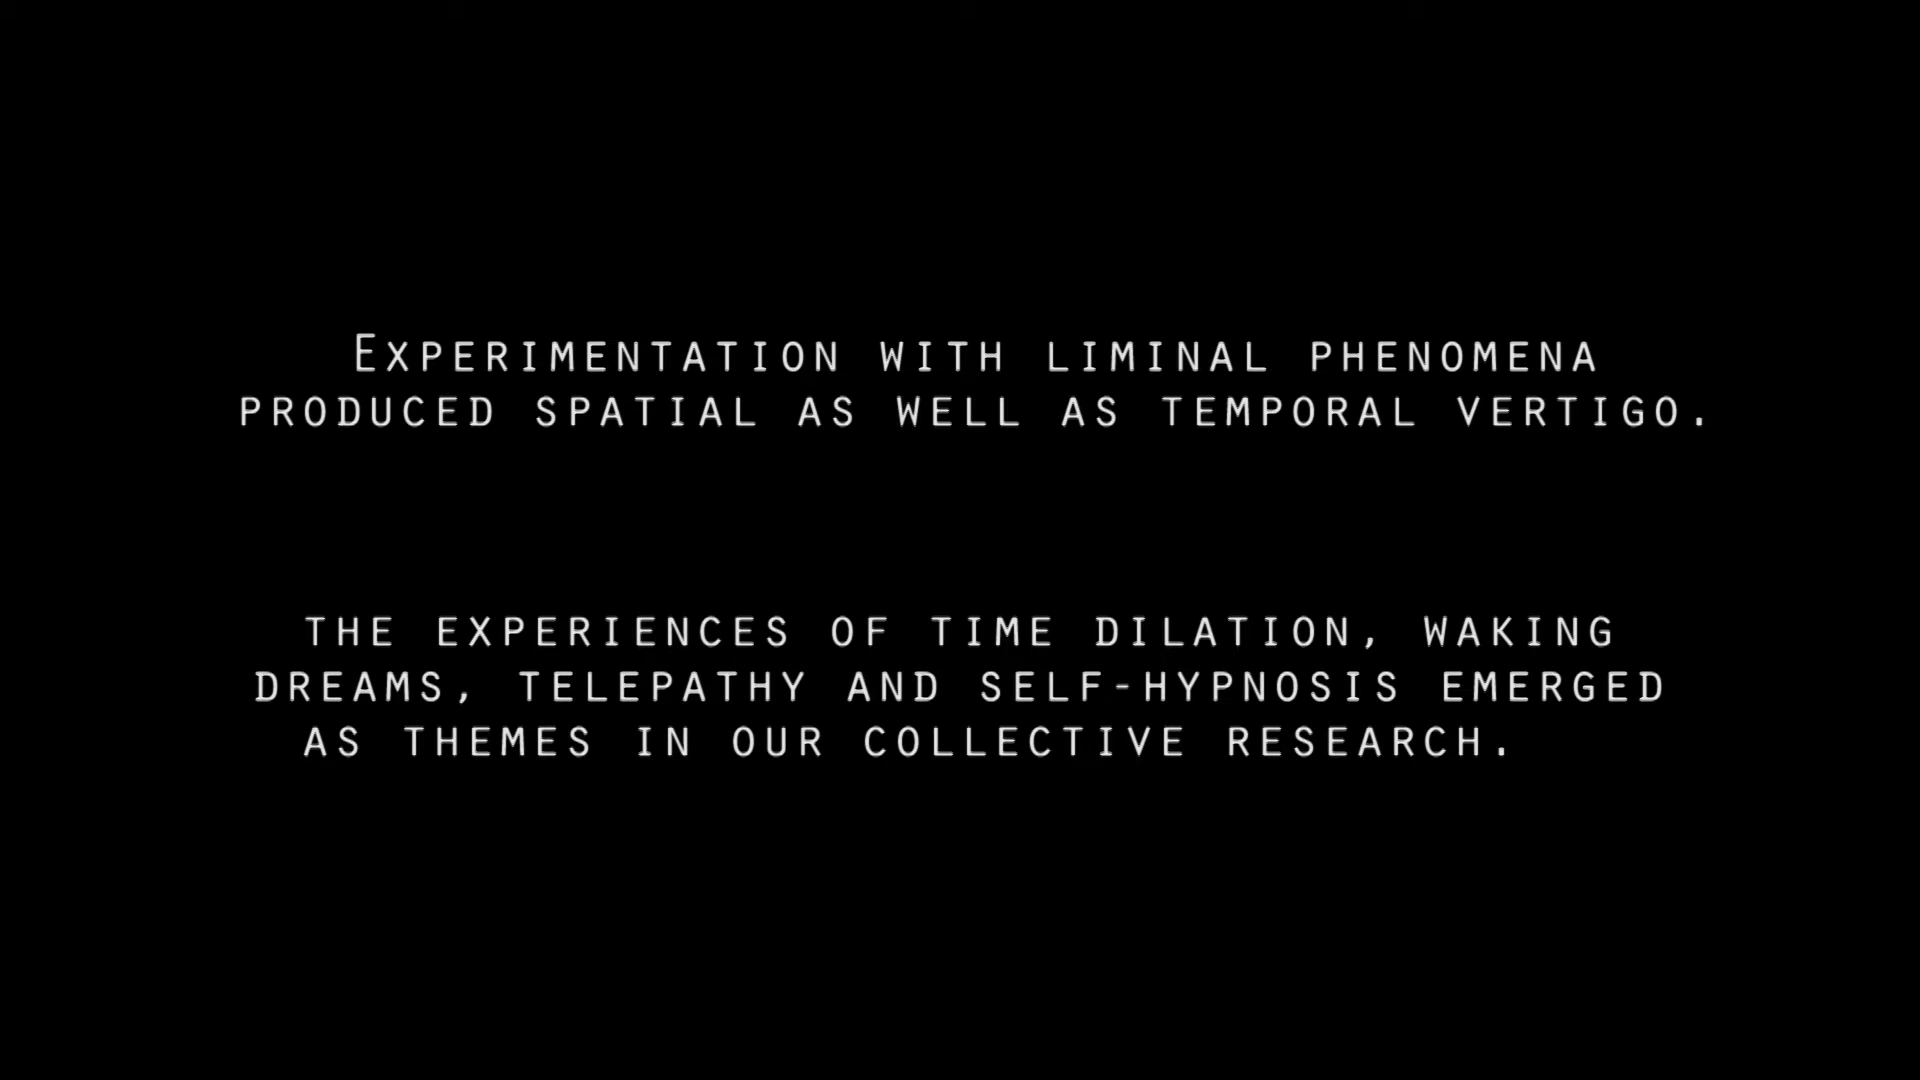 EXPERIMENTATION WITH LIMINAL PHENOMENA
PRODUCED SPATIAL AS WELL AS TEMPORAL VERTIGO.
THE EXPERIENCES OF TIME DILATION, WAKING
DREAMS, TELEPATHY AND SELF-HYPNOSIS EMERGED
AS THEMES IN OUR COLLECTIVE RESEARCH.